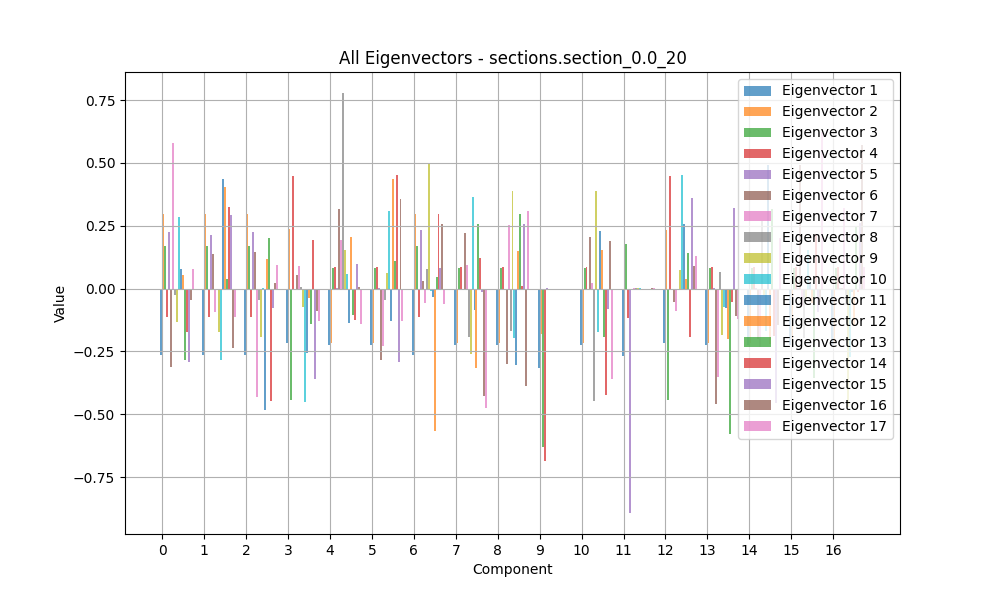 All Eigenvectors - sections.section_0.0_20
Value
0.75
0.50
0.25
0.00
−0.25
−0.50
−0.75
0 1 2 3 4 5 6 7 8 9 10 11 12 13 14 15 16
Component
Eigenvector 1
Eigenvector 2
Eigenvector 3
Eigenvector 4
Eigenvector 5
Eigenvector 6
Eigenvector 7
Eigenvector 8
Eigenvector 9
Eigenvector 10
Eigenvector 11
Eigenvector 12
Eigenvector 13
Eigenvector 14
Eigenvector 15
Eigenvector 16
Eigenvector 17